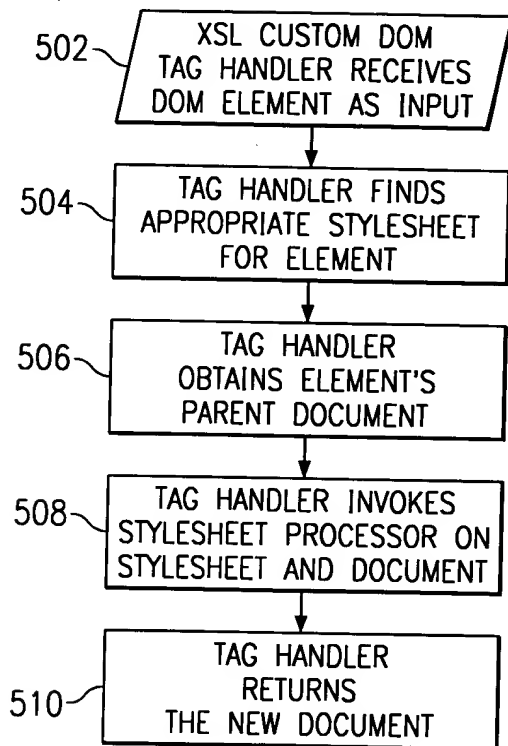 502
XSL CUSTOM DOM
TAG HANDLER RECEIVES
DOM ELEMENT AS INPUT
504
TAG HANDLER FINDS
APPROPRIATE STYLESHEET
FOR ELEMENT
506
TAG HANDLER
OBTAINS ELEMENT'S
PARENT DOCUMENT
508
TAG HANDLER INVOKES
STYLESHEET PROCESSOR ON
STYLESHEET AND DOCUMENT
510
TAG HANDLER
RETURNS
THE NEW DOCUMENT